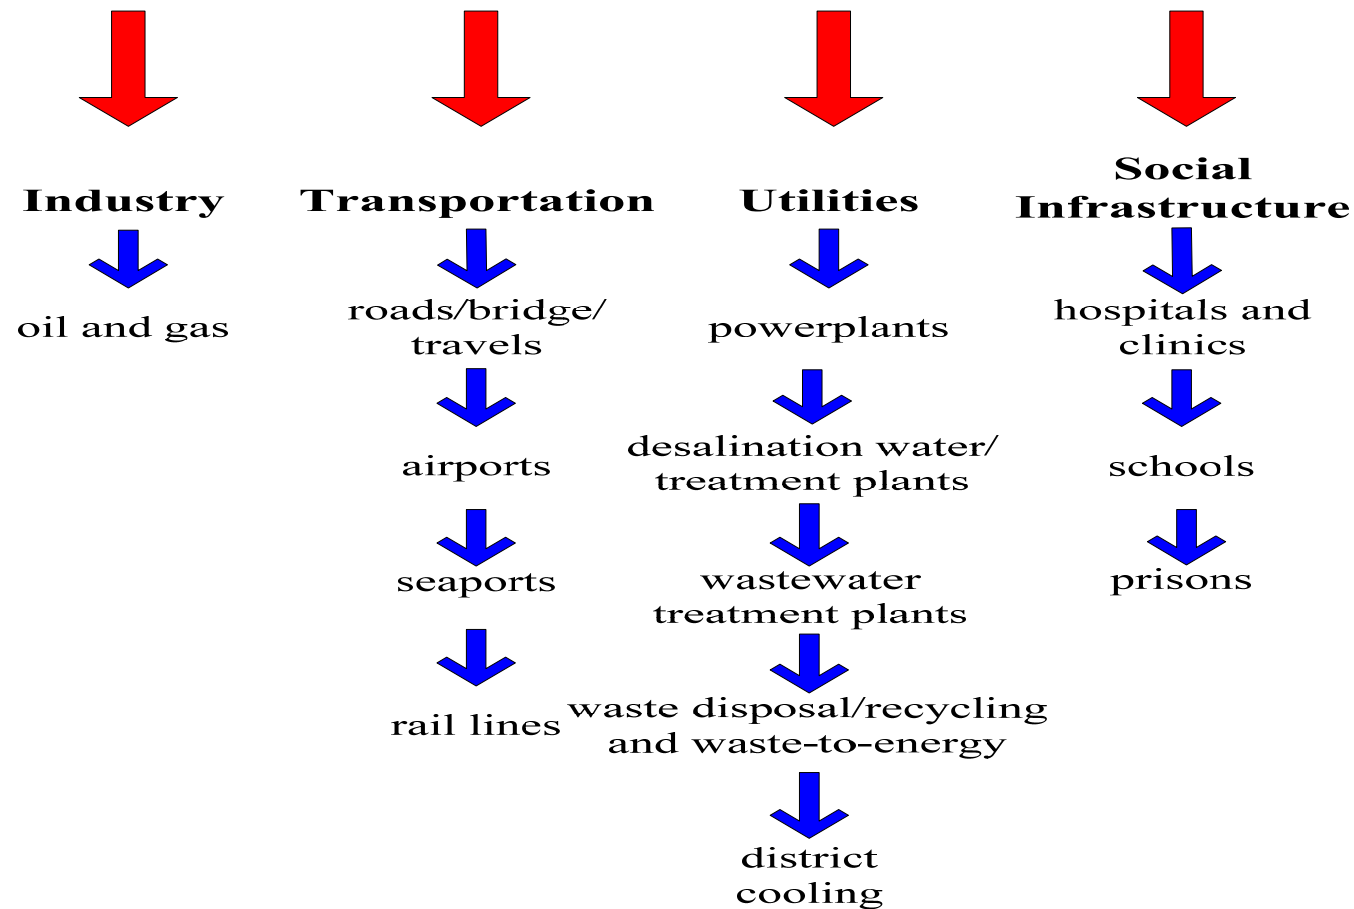 Industry
oil and gas
Transportation
roads/bridge/
travels
airports
seaports
rail lines
Utilities
powerplants
desalination water/
treatment plants
wastewater
treatment plants
waste disposal/recycling
and waste-to-energy
district
cooling
Social
Infrastructure
hospitals and
clinics
schools
prisons